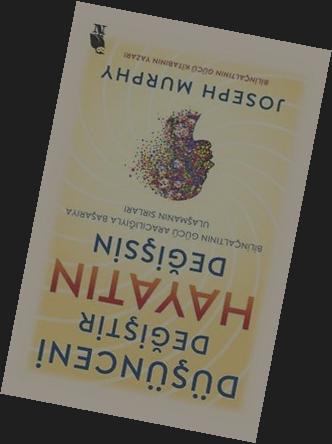 DÜŞÜNCENİ
DEĞİŞTİR
HAYATIN
DEĞİŞSİN
BİLİNÇALTININ GÜCÜ ARACILIĞIYLA BAŞARIYA
ULAŞMANIN SIRLARI
JOSEPH MURPHY
BİLİNÇALTININ GÜCÜ KİTABININ YAZARI